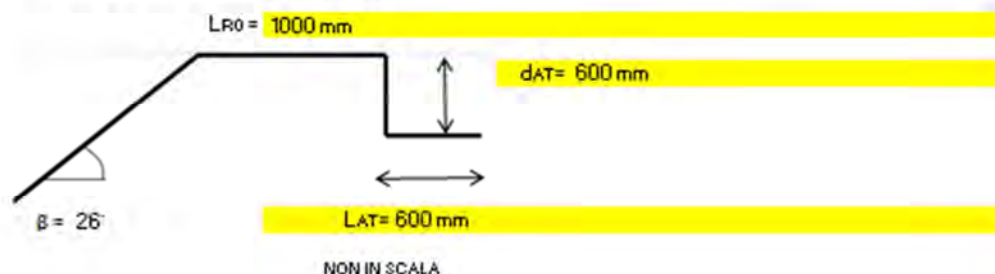 LR0 = 1000 mm
dAT= 600 mm
β = 26°
LAT= 600 mm
NON IN SCALA